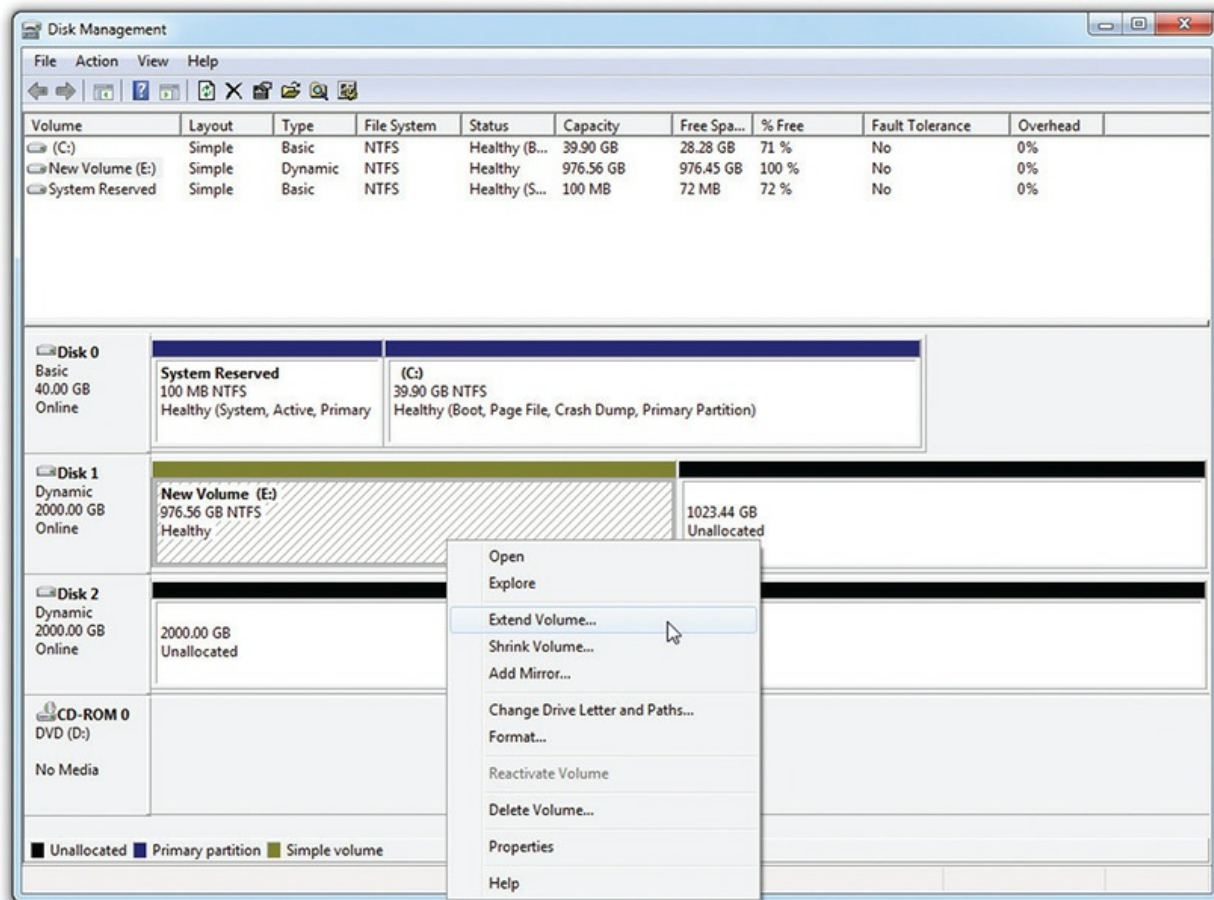 Disk Management
File Action View Help
Volume Layout Type File System Status Capacity Free Spa... % Free Fault Tolerance Overhead
(C:) Simple Basic NTFS Healthy (B... 39.90 GB 28.28 GB 71 % No 0%
New Volume (E:) Simple Dynamic NTFS Healthy 976.56 GB 976.45 GB 100 % No 0%
System Reserved Simple Basic NTFS Healthy (S... 100 MB 72 MB 72 % No 0%
Disk 0
Basic
40.00 GB
Online
System Reserved
100 MB NTFS
Healthy (System, Active, Primary
(C:)
39.90 GB NTFS
Healthy (Boot, Page File, Crash Dump, Primary Partition)
Disk 1
Dynamic
2000.00 GB
Online
New Volume (E:)
976.56 GB NTFS
Healthy
1023.44 GB
Unallocated
Disk 2
Dynamic
2000.00 GB
Online
2000.00 GB
Unallocated
CD-ROM 0
DVD (D:)
No Media
Open
Explore
Extend Volume...
Shrink Volume...
Add Mirror...
Change Drive Letter and Paths...
Format...
Reactivate Volume
Delete Volume...
Properties
Help
Unallocated Primary partition Simple volume